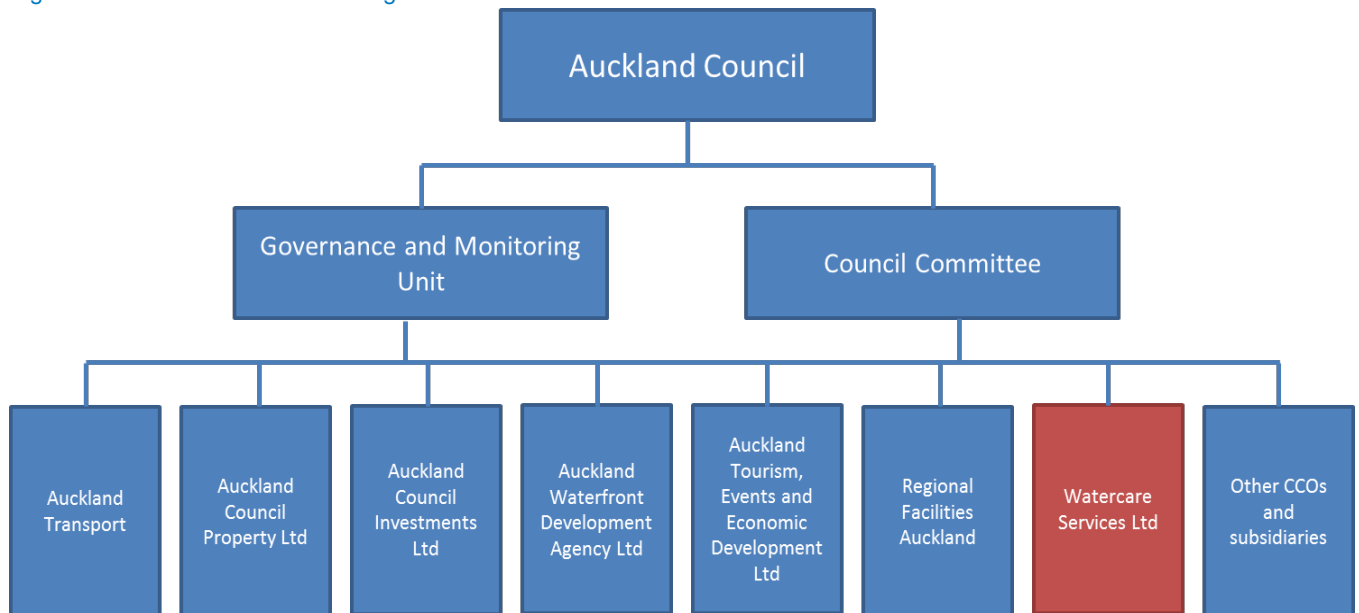 Auckland Council
Governance and Monitoring
Unit
Council Committee
Auckland
Transport
Auckland
Council
Property Ltd
Auckland
Council
Investments
Ltd
Auckland
Waterfront
Development
Agency Ltd
Auckland
Tourism,
Events and
Economic
Development
Ltd
Regional
Facilities
Auckland
Watercare
Services Ltd
Other CCOs
and
subsidiaries